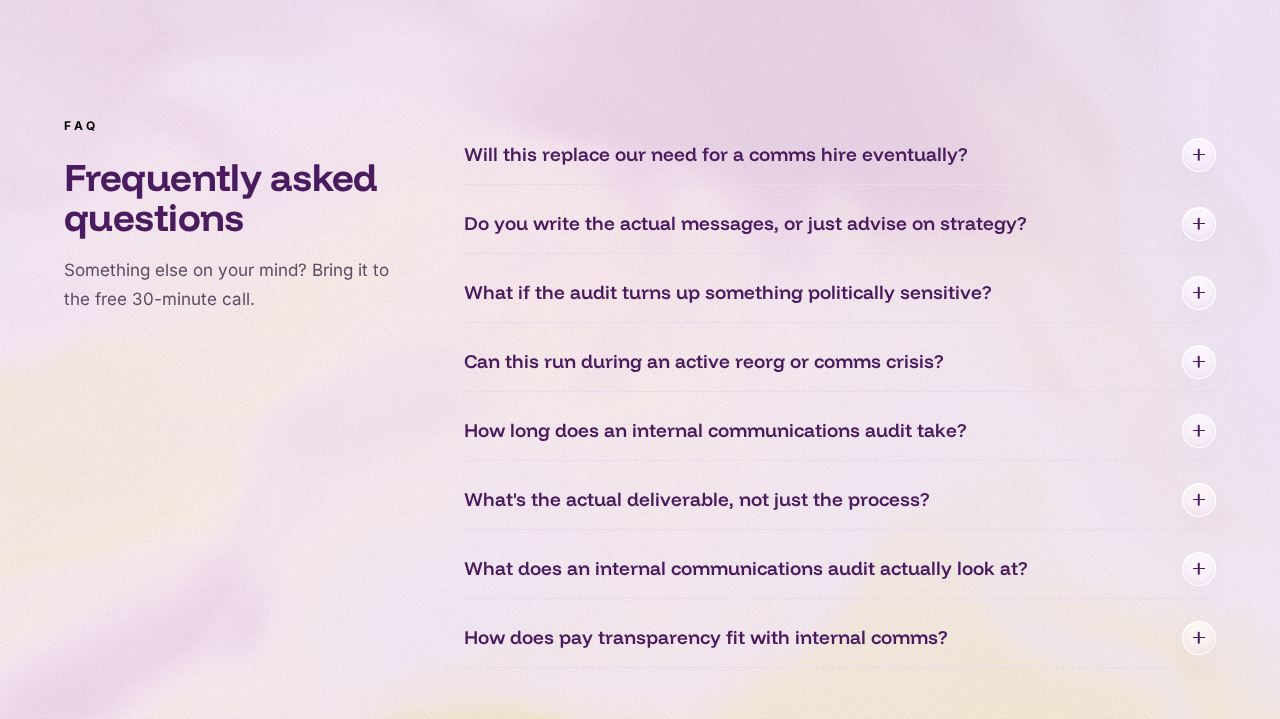 FAQ
Frequently asked
questions
Something else on your mind? Bring it to
the free 30-minute call.
Will this replace our need for a comms hire eventually?
Do you write the actual messages, or just advise on strategy?
What if the audit turns up something politically sensitive?
Can this run during an active reorg or comms crisis?
How long does an internal communications audit take?
What's the actual deliverable, not just the process?
What does an internal communications audit actually look at?
How does pay transparency fit with internal comms?